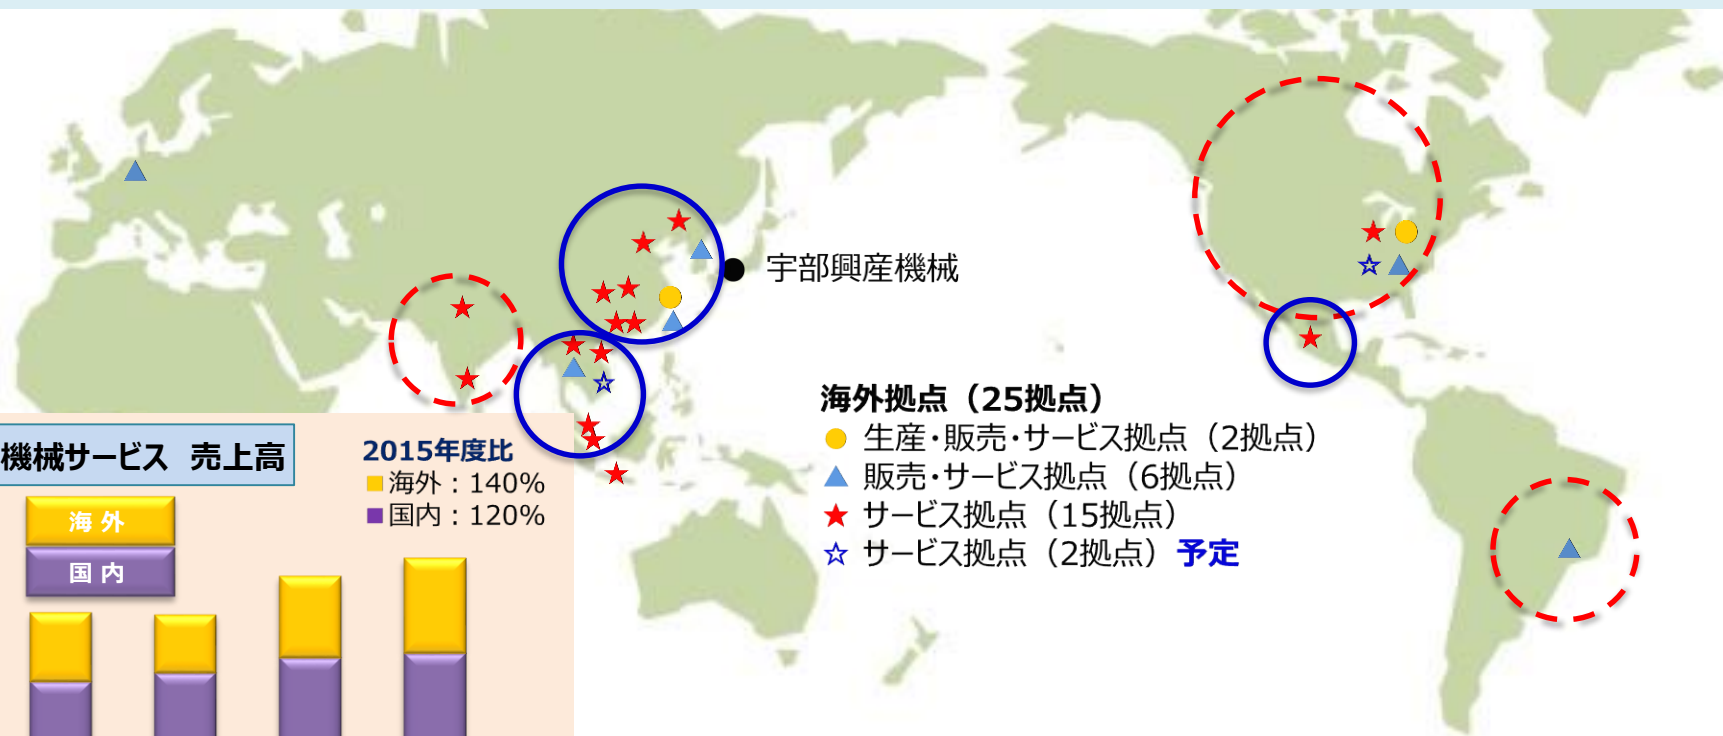 宇部興産機械
海外拠点（25拠点）
生産・販売・サービス拠点（2拠点）
販売・サービス拠点（6拠点）
サービス拠点（15拠点）
サービス拠点（2拠点）予定
機械サービス 売上高
2015年度比
海外：140%
国内：120%
海外
国内